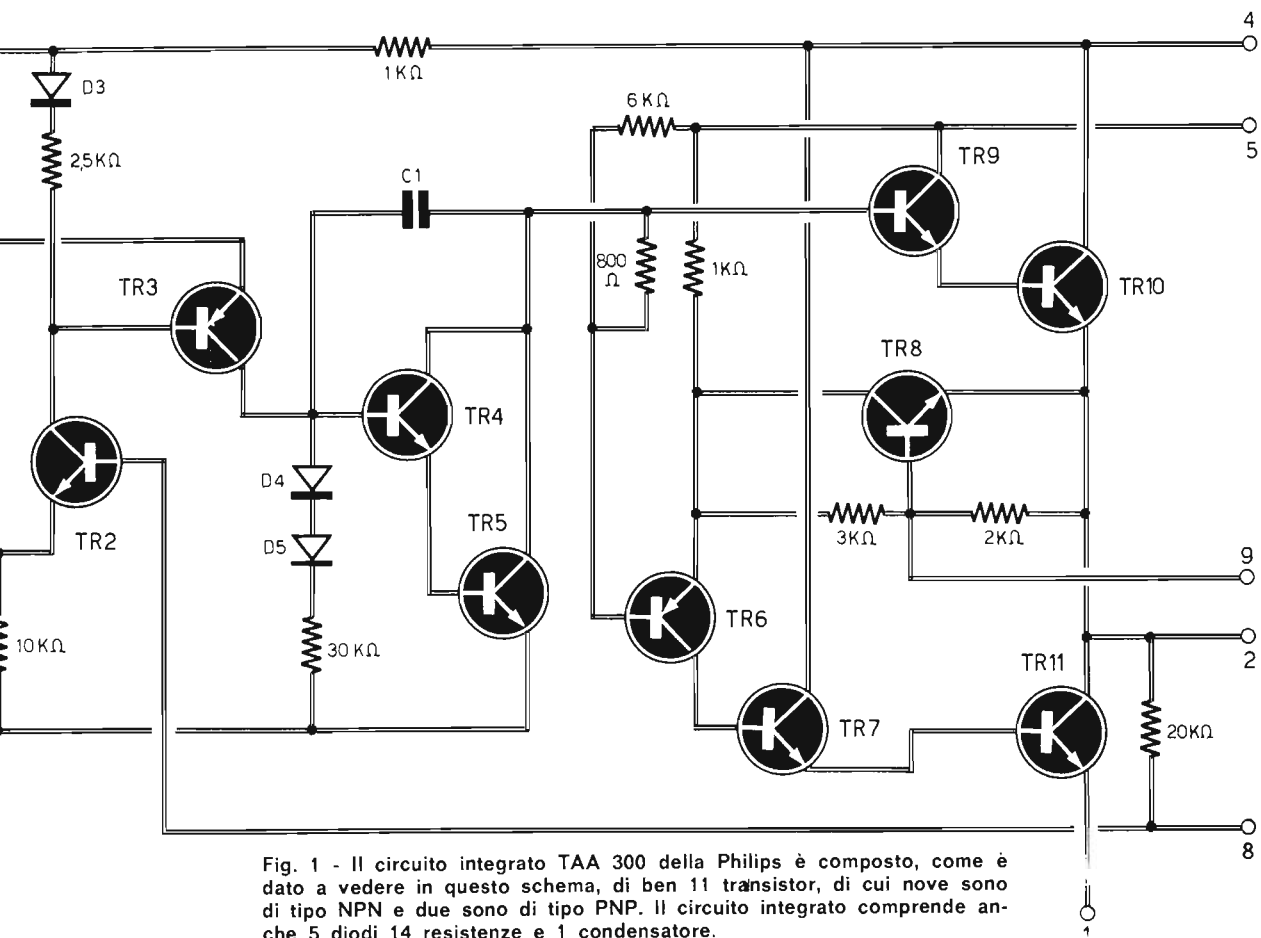 4
1KΩ
D3
6KΩ
5
2,5KΩ
TR9
C1
800
Ω
1KΩ
TR3
TR10
TR8
TR4
D4
3KΩ
2KΩ
TR2
TR5
D5
9
TR6
10KΩ
30KΩ
2
TR11
TR7
20KΩ
8
Fig. 1 - Il circuito integrato TAA 300 della Philips è composto, come è
dato a vedere in questo schema, di ben 11 transistor, di cui nove sono
di tipo NPN e due sono di tipo PNP. Il circuito integrato comprende an-
che 5 diodi 14 resistenze e 1 condensatore.
1